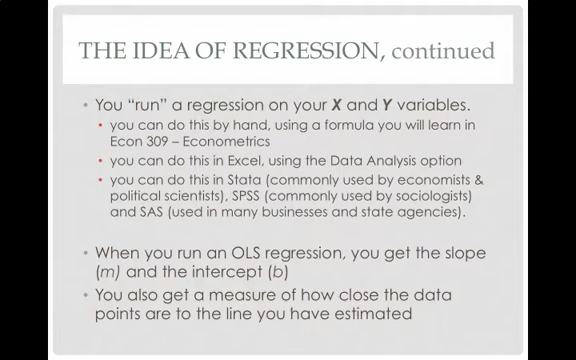 THE IDEA OF REGRESSION, continued
• You “run” a regression on your X and Y variables.
• you can do this by hand, using a formula you will learn in
Econ 309 – Econometrics
• you can do this in Excel, using the Data Analysis option
• you can do this in Stata (commonly used by economists &
political scientists), SPSS (commonly used by sociologists)
and SAS (used in many businesses and state agencies).
• When you run an OLS regression, you get the slope
(m) and the intercept (b)
• You also get a measure of how close the data
points are to the line you have estimated